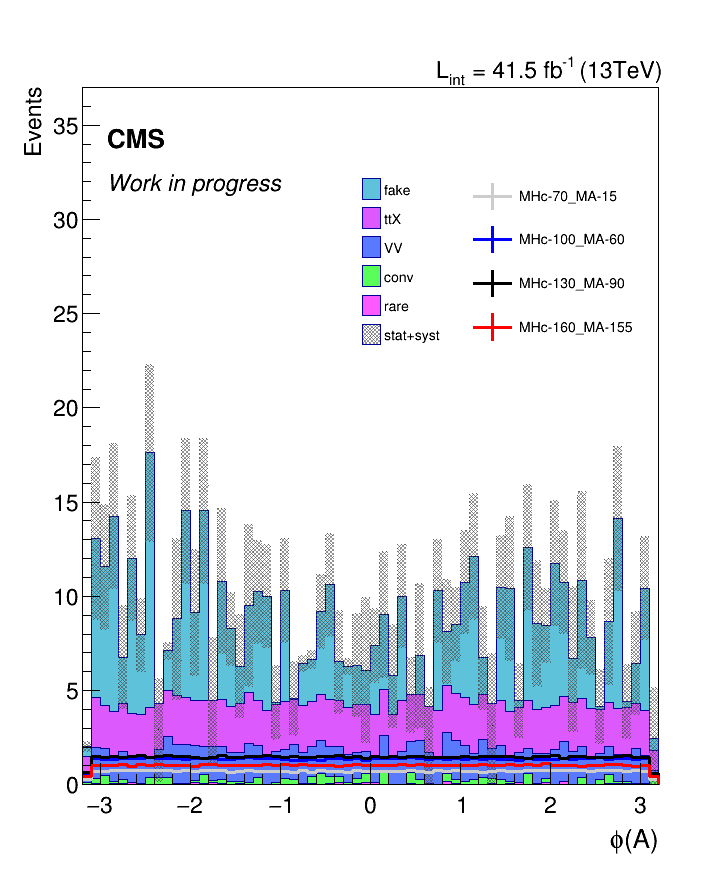 L_int = 41.5 fb^-1 (13TeV)
Events
CMS
Work in progress
fake
ttX
VV
conv
rare
stat+syst
MHc-70_MA-15
MHc-100_MA-60
MHc-130_MA-90
MHc-160_MA-155
35
30
25
20
15
10
5
0
−3 −2 −1 0 1 2 3
ϕ(A)